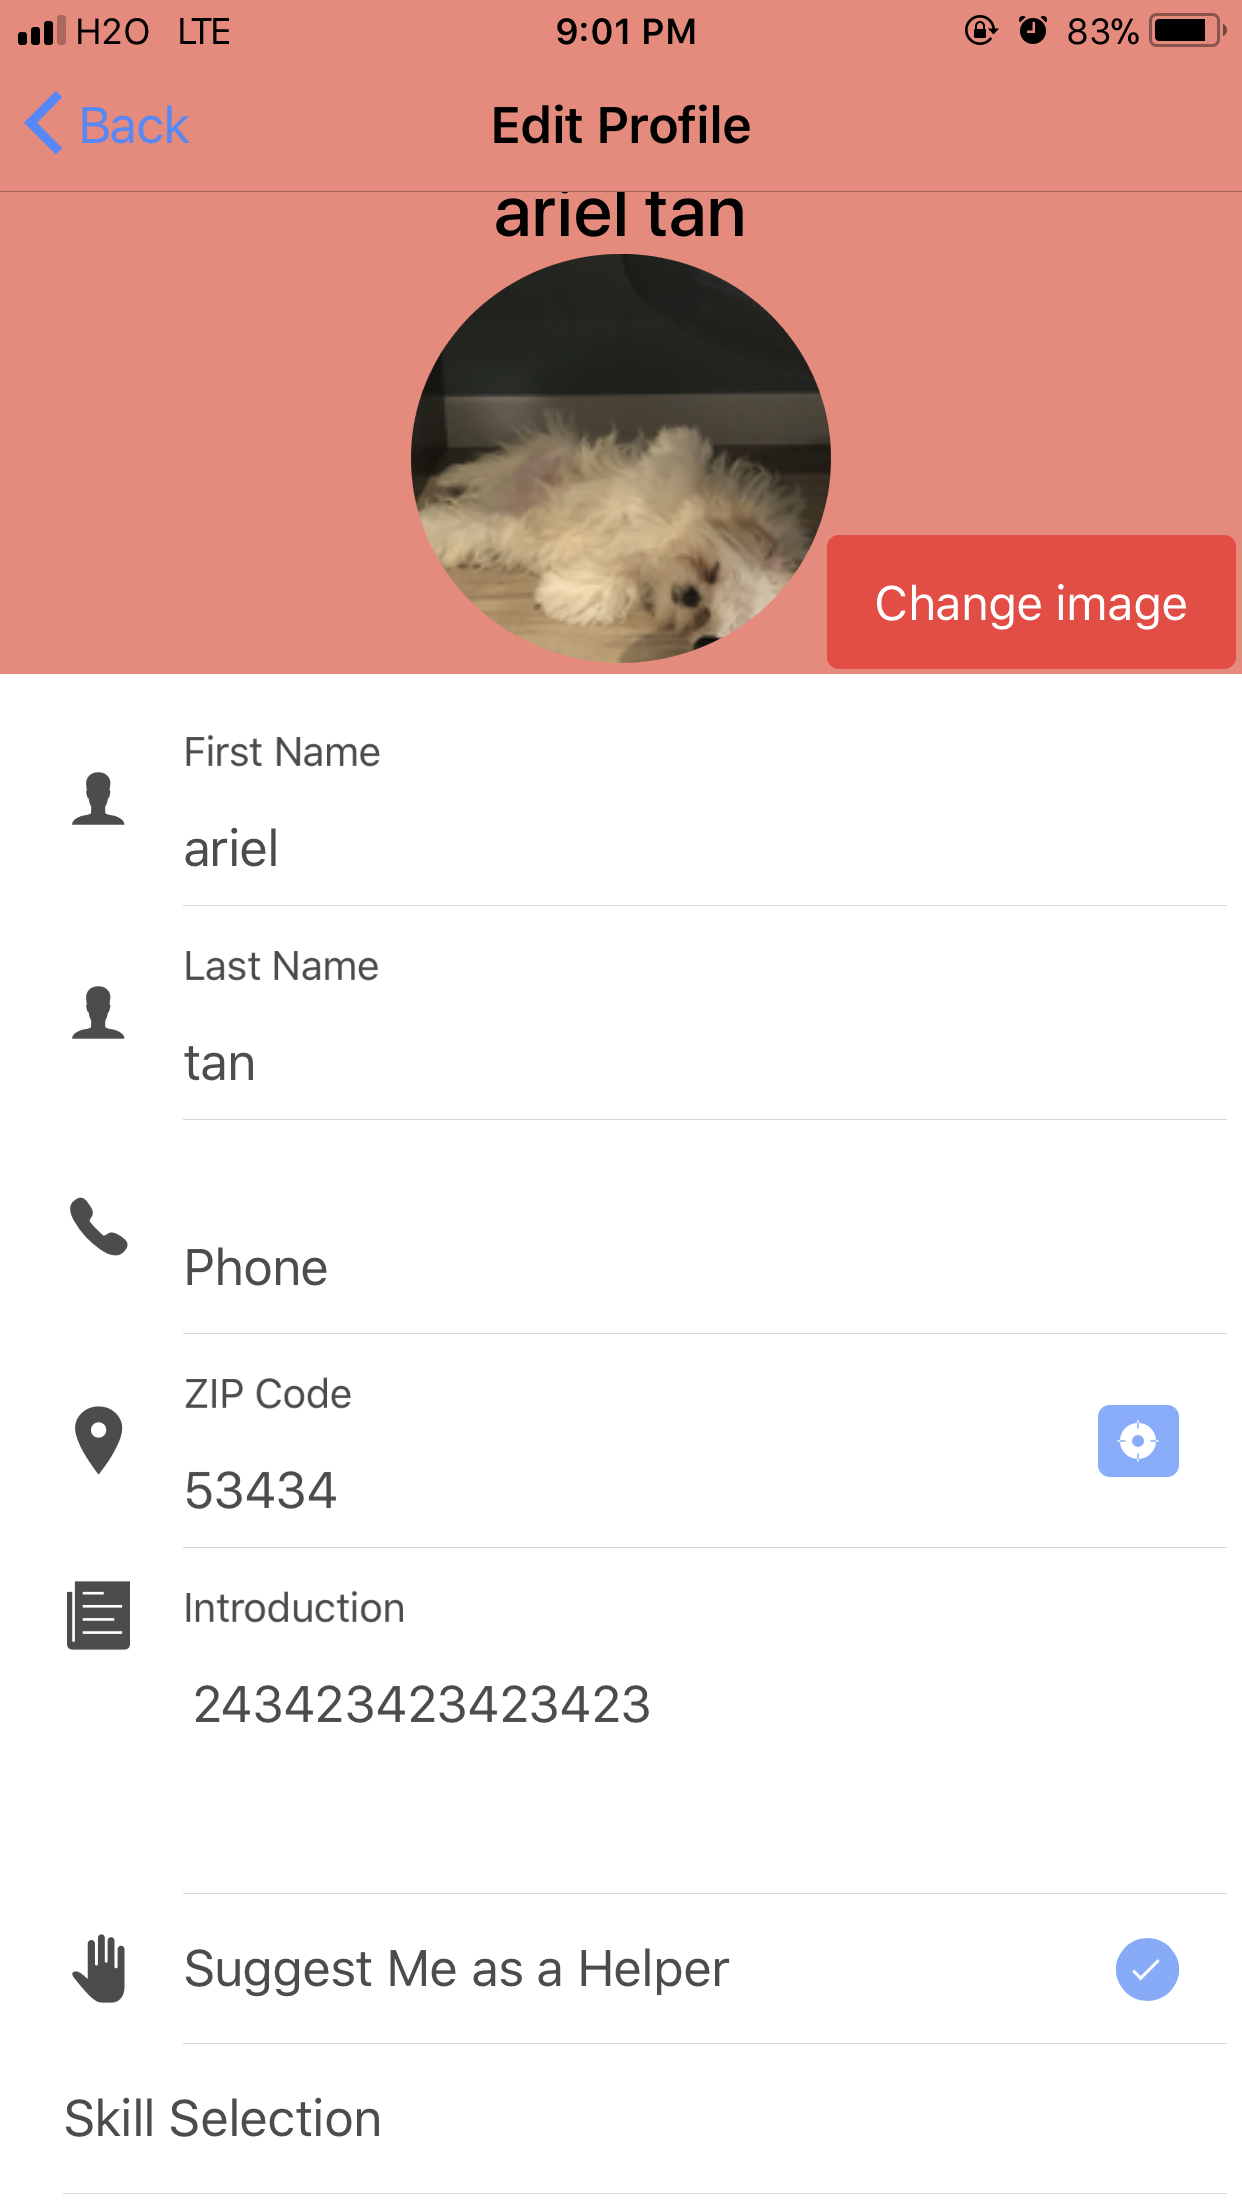 H2O LTE 9:01 PM 83%
Back Edit Profile
ariel tan
Change image
First Name
ariel
Last Name
tan
Phone
ZIP Code
53434
Introduction
243423423423423
Suggest Me as a Helper
Skill Selection